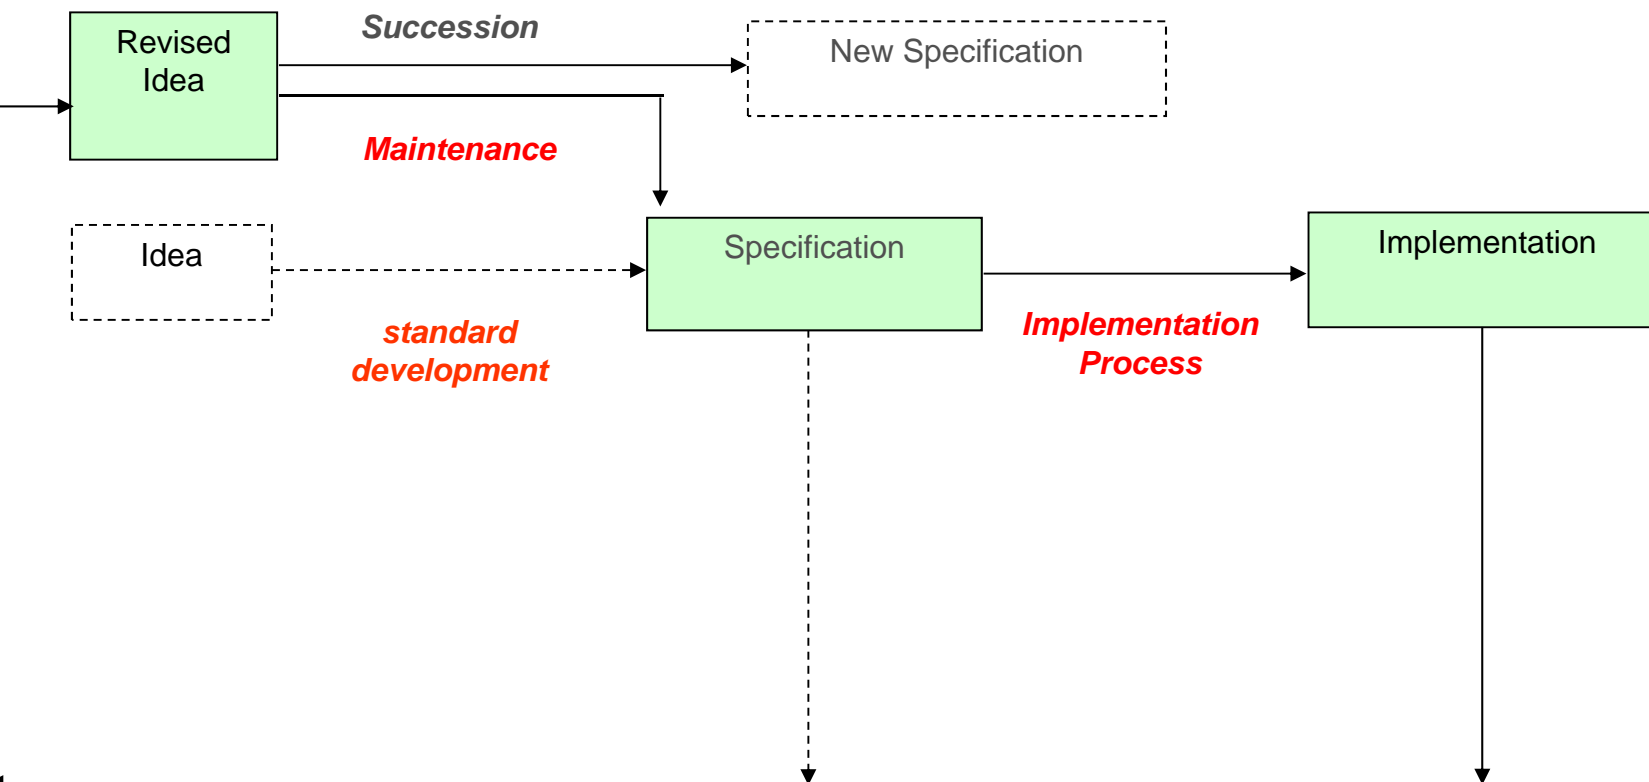 Succession
Revised
Idea
New Specification
Maintenance
Idea
Specification
Implementation
standard
development
Implementation
Process